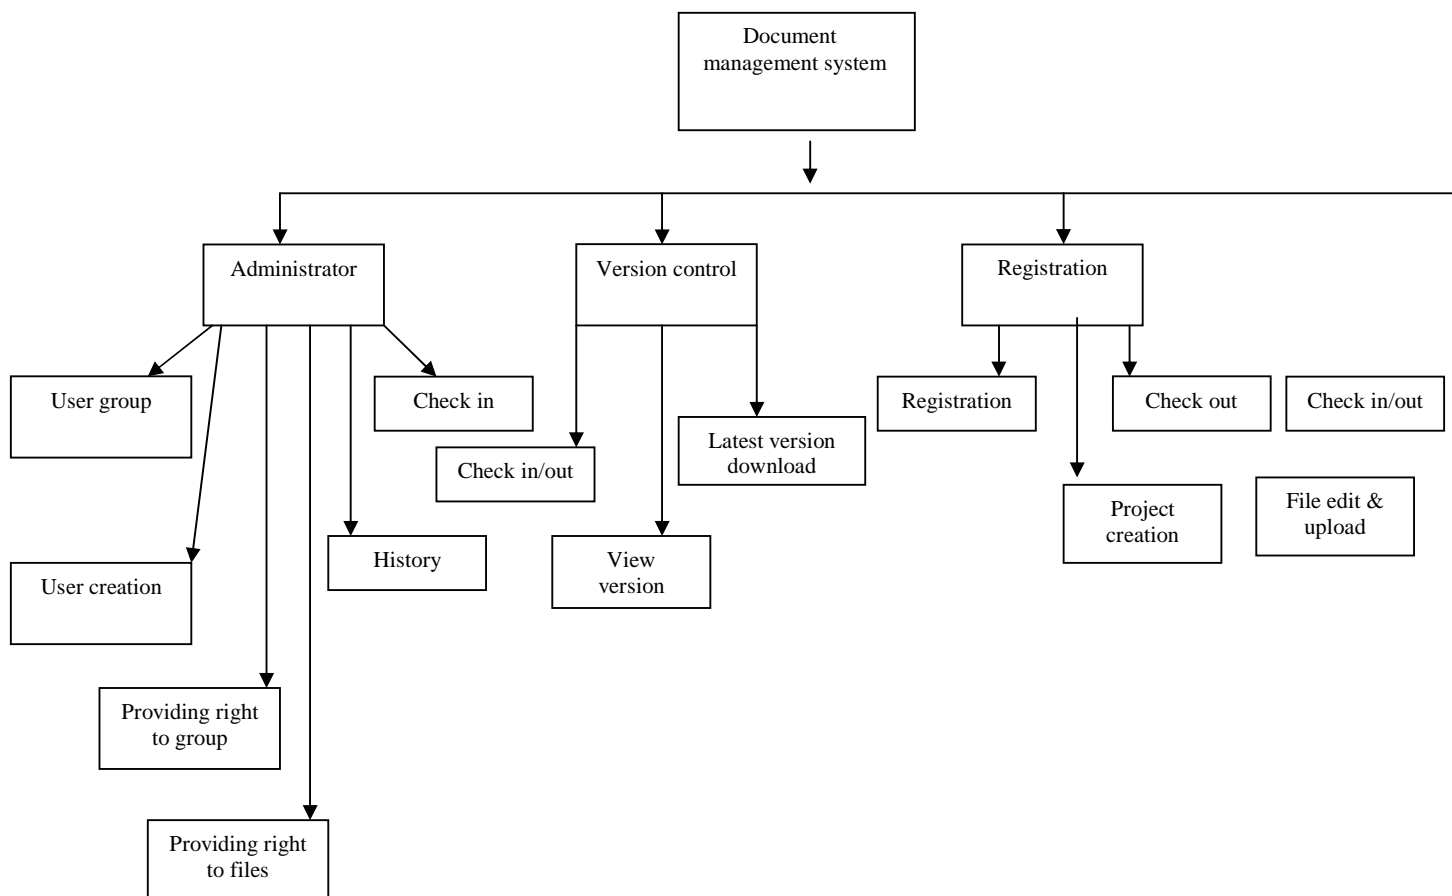 Document
management system
Administrator
Version control
Registration
User group
Check in
Registration
Check out
Check in/out
Latest version
download
Check in/out
Project
creation
File edit &
upload
History
View
version
User creation
Providing right
to group
Providing right
to files